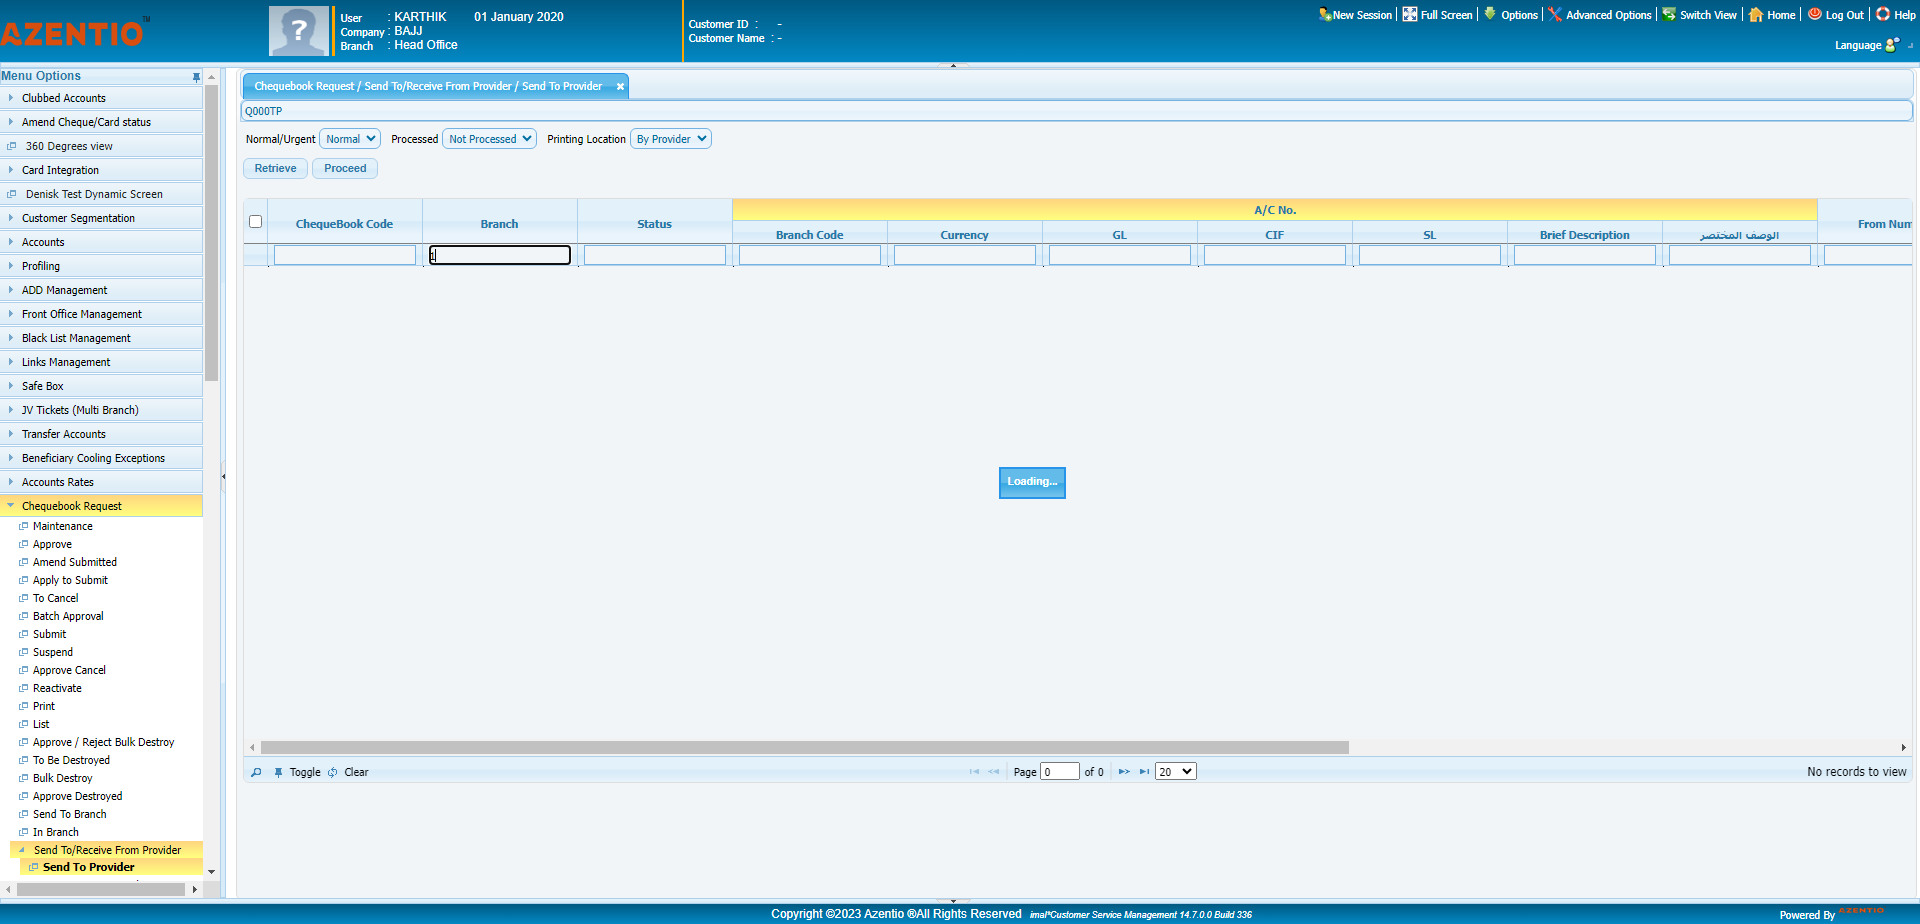 AZENTIO TM
User : KARTHIK 01 January 2020
Company : BAJJ
Branch : Head Office
Customer ID : -
Customer Name : -
New Session Full Screen Options Advanced Options Switch View Home Log Out Help
Language
Menu Options
Clubbed Accounts
Amend Cheque/Card status
360 Degrees view
Card Integration
Denisk Test Dynamic Screen
Customer Segmentation
Accounts
Profiling
ADD Management
Front Office Management
Black List Management
Links Management
Safe Box
JV Tickets (Multi Branch)
Transfer Accounts
Beneficiary Cooling Exceptions
Accounts Rates
Chequebook Request
Maintenance
Approve
Amend Submitted
Apply to Submit
To Cancel
Batch Approval
Submit
Suspend
Approve Cancel
Reactivate
Print
List
Approve / Reject Bulk Destroy
To Be Destroyed
Bulk Destroy
Approve Destroyed
Send To Branch
In Branch
Send To/Receive From Provider
Send To Provider
Chequebook Request / Send To/Receive From Provider / Send To Provider
Q000TP
Normal/Urgent Normal Processed Not Processed Printing Location By Provider
Retrieve Proceed
A/C No.
ChequeBook Code Branch Status From Num
Branch Code Currency GL CIF SL Brief Description الوصف المختصر
1
Loading...
Toggle Clear Page 0 of 0 20 No records to view
Copyright ©2023 Azentio ®All Rights Reserved imal*Customer Service Management 14.7.0.0 Build 336
Powered By AZENTIO